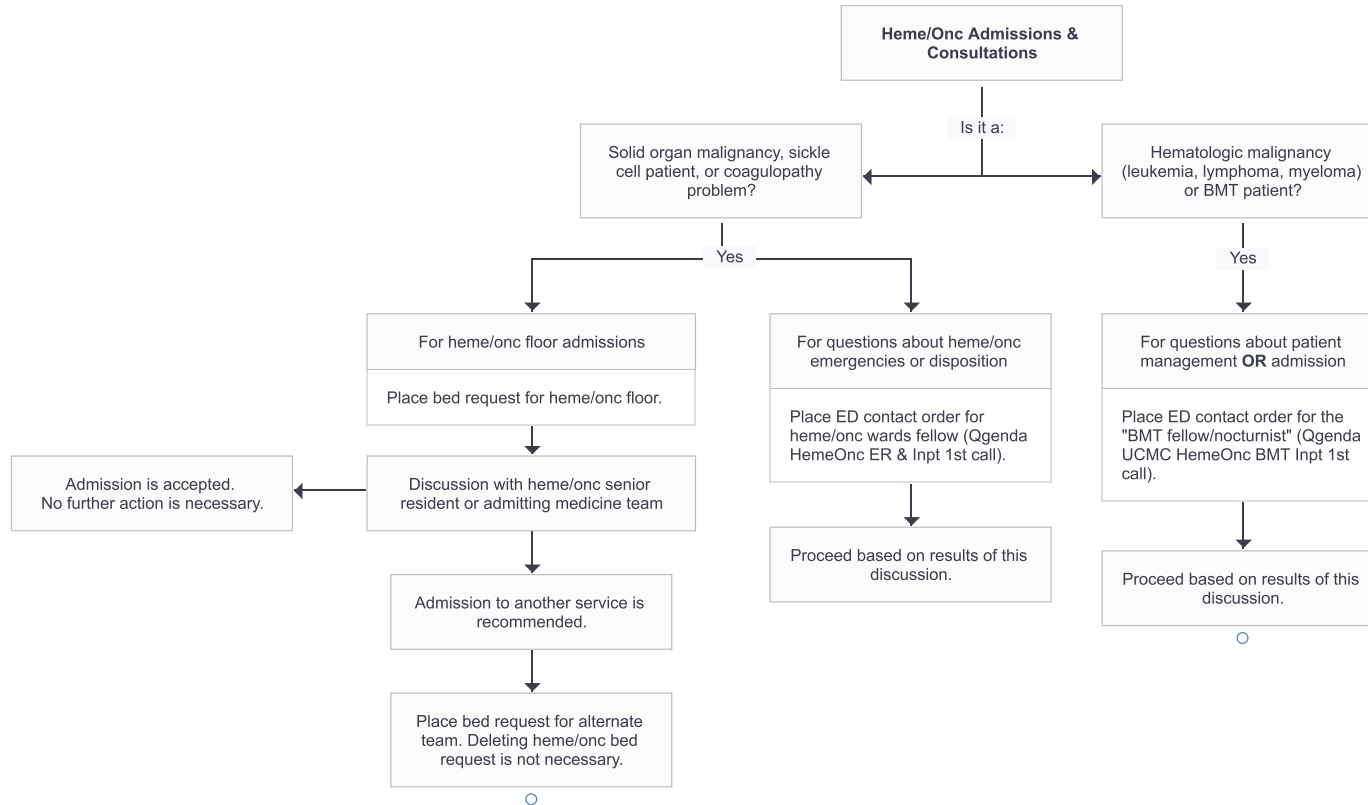 Heme/Onc Admissions &
Consultations
Is it a:
Solid organ malignancy, sickle
cell patient, or coagulopathy
problem?
Hematologic malignancy
(leukemia, lymphoma, myeloma)
or BMT patient?
Yes
Yes
For heme/onc floor admissions
Place bed request for heme/onc floor.
For questions about heme/onc
emergencies or disposition
Place ED contact order for
heme/onc wards fellow (Qgenda
HemeOnc ER & Inpt 1st call).
For questions about patient
management OR admission
Place ED contact order for the
"BMT fellow/nocturnist" (Qgenda
UCMC HemeOnc BMT Inpt 1st
call).
Admission is accepted.
No further action is necessary.
Discussion with heme/onc senior
resident or admitting medicine team
Proceed based on results of this
discussion.
Proceed based on results of this
discussion.
Admission to another service is
recommended.
Place bed request for alternate
team. Deleting heme/onc bed
request is not necessary.